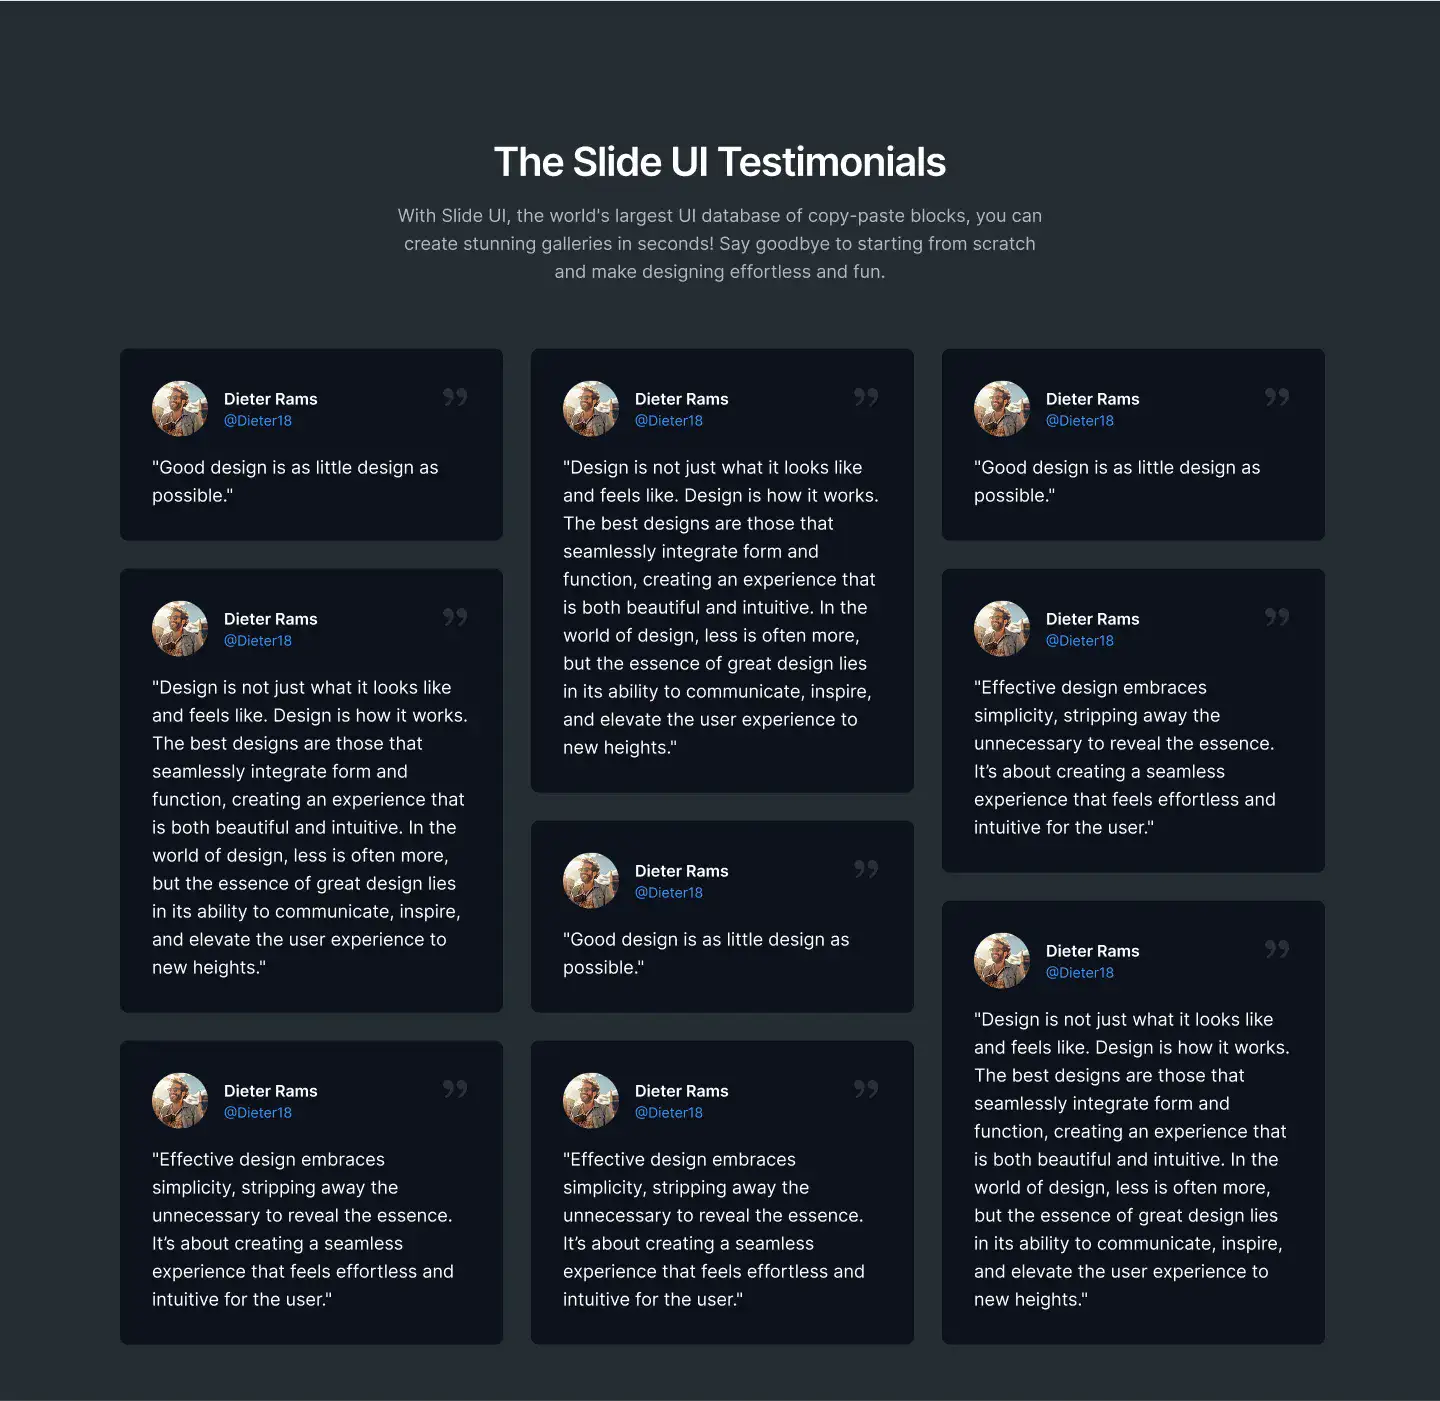 The Slide UI Testimonials
With Slide UI, the world's largest UI database of copy-paste blocks, you can
create stunning galleries in seconds! Say goodbye to starting from scratch
and make designing effortless and fun.
Dieter Rams
@Dieter18
"Good design is as little design as
possible."
Dieter Rams
@Dieter18
"Design is not just what it looks like
and feels like. Design is how it works.
The best designs are those that
seamlessly integrate form and
function, creating an experience that
is both beautiful and intuitive. In the
world of design, less is often more,
but the essence of great design lies
in its ability to communicate, inspire,
and elevate the user experience to
new heights."
Dieter Rams
@Dieter18
"Effective design embraces
simplicity, stripping away the
unnecessary to reveal the essence.
It’s about creating a seamless
experience that feels effortless and
intuitive for the user."
Dieter Rams
@Dieter18
"Design is not just what it looks like
and feels like. Design is how it works.
The best designs are those that
seamlessly integrate form and
function, creating an experience that
is both beautiful and intuitive. In the
world of design, less is often more,
but the essence of great design lies
in its ability to communicate, inspire,
and elevate the user experience to
new heights."
Dieter Rams
@Dieter18
"Good design is as little design as
possible."
Dieter Rams
@Dieter18
"Effective design embraces
simplicity, stripping away the
unnecessary to reveal the essence.
It’s about creating a seamless
experience that feels effortless and
intuitive for the user."
Dieter Rams
@Dieter18
"Good design is as little design as
possible."
Dieter Rams
@Dieter18
"Effective design embraces
simplicity, stripping away the
unnecessary to reveal the essence.
It’s about creating a seamless
experience that feels effortless and
intuitive for the user."
Dieter Rams
@Dieter18
"Design is not just what it looks like
and feels like. Design is how it works.
The best designs are those that
seamlessly integrate form and
function, creating an experience that
is both beautiful and intuitive. In the
world of design, less is often more,
but the essence of great design lies
in its ability to communicate, inspire,
and elevate the user experience to
new heights."